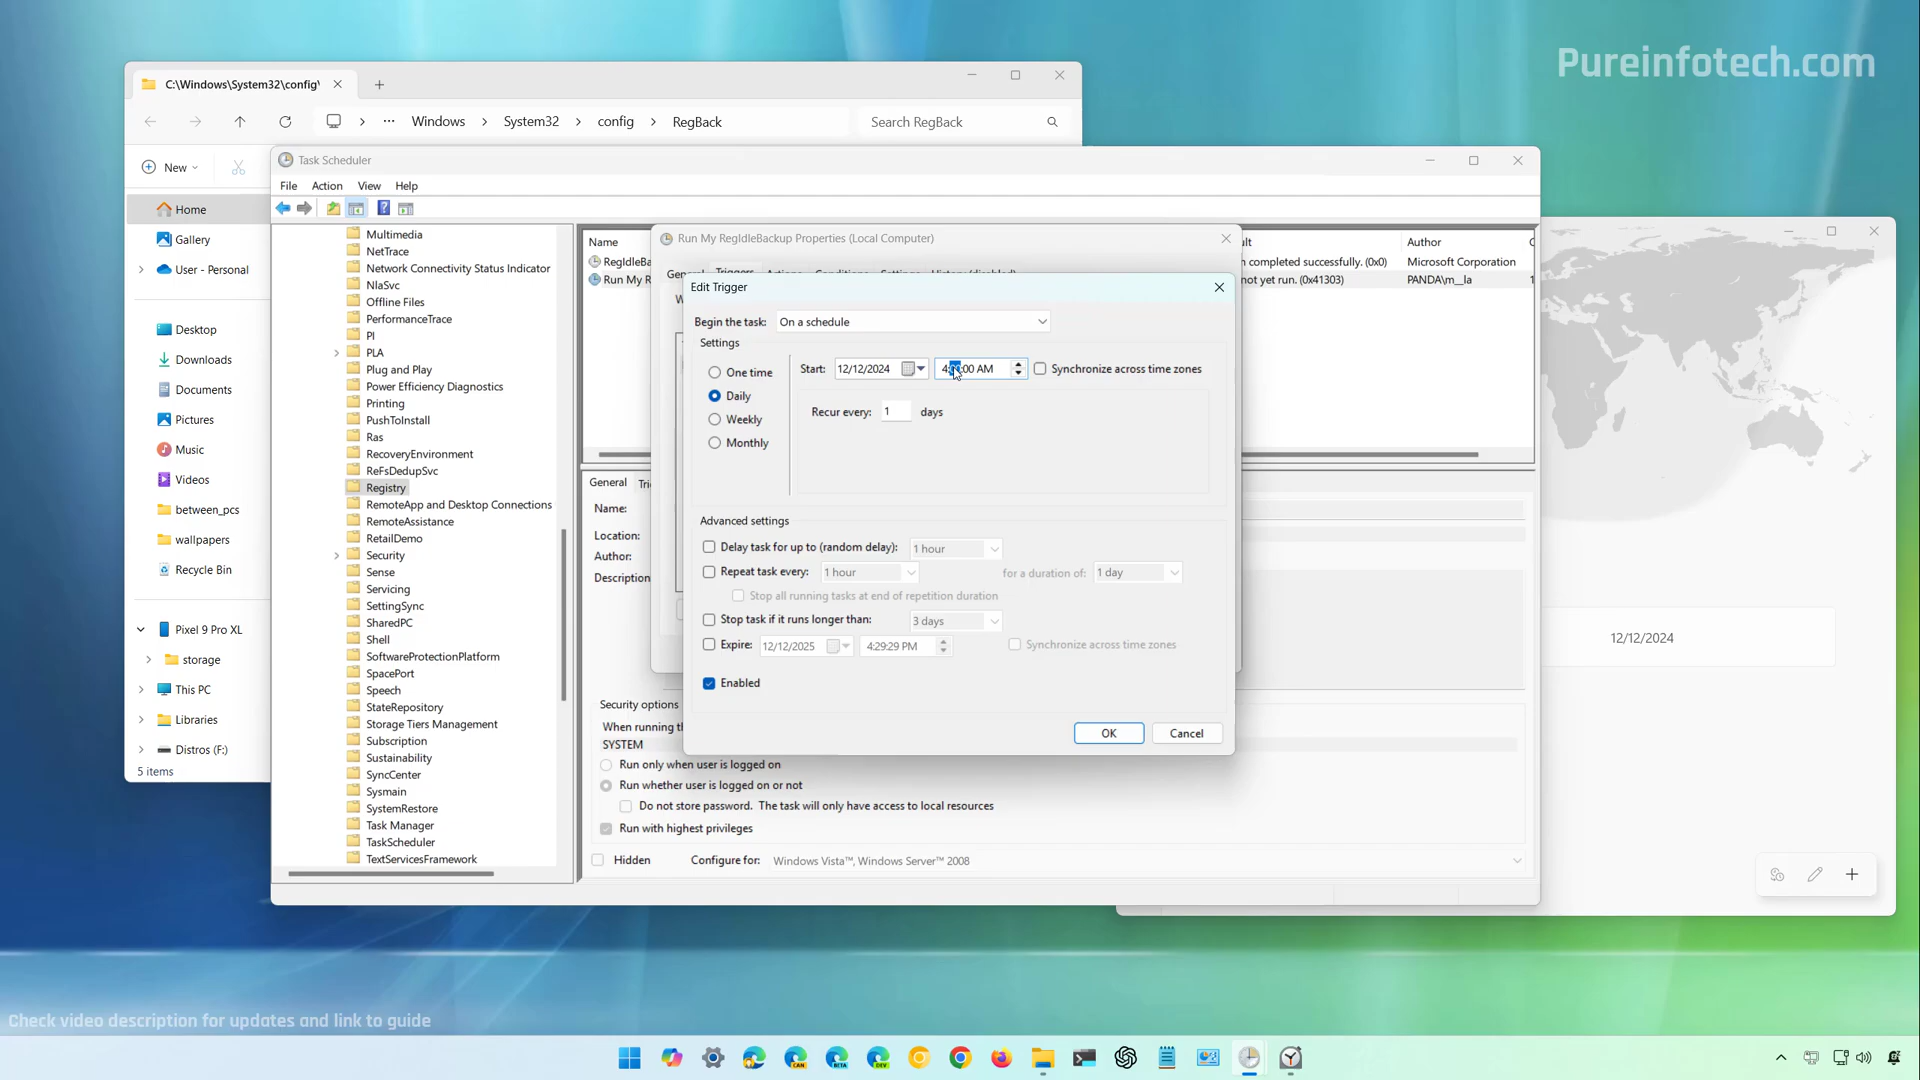 Pureinfotech.com
C:\Windows\System32\config\
Windows
System32
config
RegBack
Search RegBack
New
Home
Gallery
User - Personal
Desktop
Downloads
Documents
Pictures
Music
Videos
between_pcs
wallpapers
Recycle Bin
Pixel 9 Pro XL
storage
This PC
Libraries
Distros (F:)
5 items
Task Scheduler
File Action View Help
Multimedia
NetTrace
Network Connectivity Status Indicator
NlaSvc
Offline Files
PerformanceTrace
PI
PLA
Plug and Play
Power Efficiency Diagnostics
Printing
PushToInstall
Ras
RecoveryEnvironment
ReFsDedupSvc
Registry
RemoteApp and Desktop Connections
RemoteAssistance
RetailDemo
Security
Sense
Servicing
SettingSync
SharedPC
Shell
SoftwareProtectionPlatform
SpacePort
Speech
StateRepository
Storage Tiers Management
Subscription
Sustainability
SyncCenter
Sysmain
SystemRestore
Task Manager
TaskScheduler
TextServicesFramework
Name
Author
completed successfully. (0x0) Microsoft Corporation
Run My
not yet run. (0x41303) PANDA\m_la
Run My RegIdleBackup Properties (Local Computer)
Edit Trigger
Begin the task: On a schedule
Settings
One time
Daily
Weekly
Monthly
Start: 12/12/2024
00 AM
Synchronize across time zones
Recur every: 1 days
Advanced settings
Delay task for up to (random delay): 1 hour
Repeat task every: 1 hour for a duration of: 1 day
Stop all running tasks at end of repetition duration
Stop task if it runs longer than: 3 days
Expire: 12/12/2025 4:29:29 PM Synchronize across time zones
Enabled
OK Cancel
General
Name:
Location:
Author:
Description
Security options
When running
SYSTEM
Run only when user is logged on
Run whether user is logged on or not
Do not store password. The task will only have access to local resources
Run with highest privileges
Hidden Configure for: Windows Vista™, Windows Server™ 2008
12/12/2024
Check video description for updates and link to guide
CAN
BETA
DEV